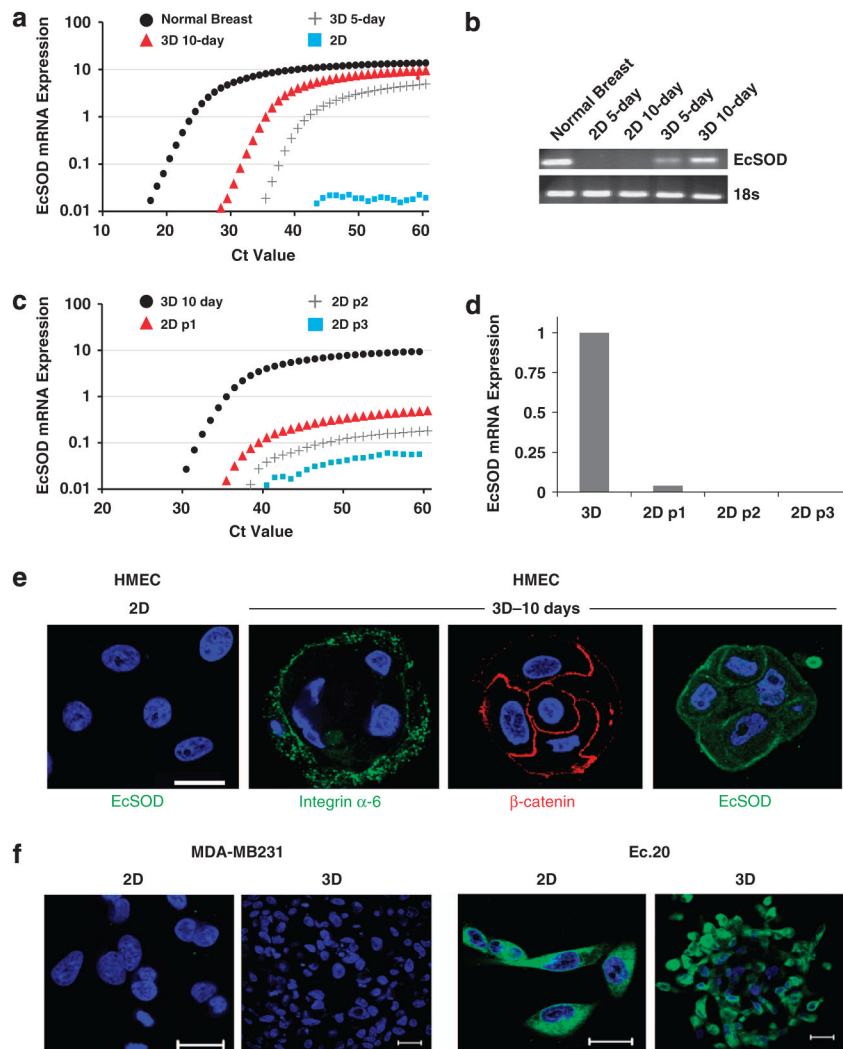 a
Normal Breast
3D 5-day
3D 10-day
2D
100
10
1
0.1
0.01
10 20 30 40 50 60
EcSOD mRNA Expression
Ct Value
b
Normal Breast
2D 5-day
2D 10-day
3D 5-day
3D 10-day
EcSOD
18s
c
3D 10 day
2D p2
2D p1
2D p3
100
10
1
0.1
0.01
20 30 40 50 60
EcSOD mRNA Expression
Ct Value
d
1
0.75
0.5
0.25
0
EcSOD mRNA Expression
3D 2D p1 2D p2 2D p3
e
HMEC HMEC
2D 3D–10 days
EcSOD Integrin α-6 β-catenin EcSOD
f
MDA-MB231 Ec.20
2D 3D 2D 3D